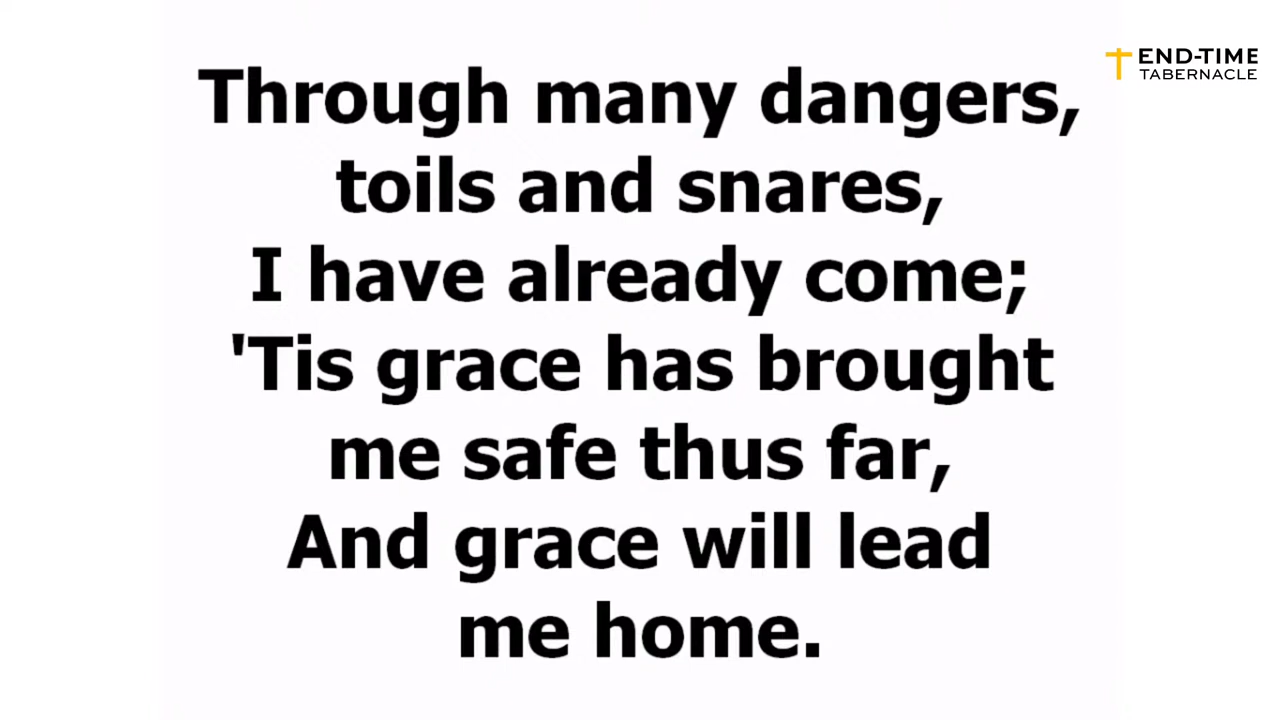 END-TIME
TABERNACLE
Through many dangers,
toils and snares,
I have already come;
'Tis grace has brought
me safe thus far,
And grace will lead
me home.